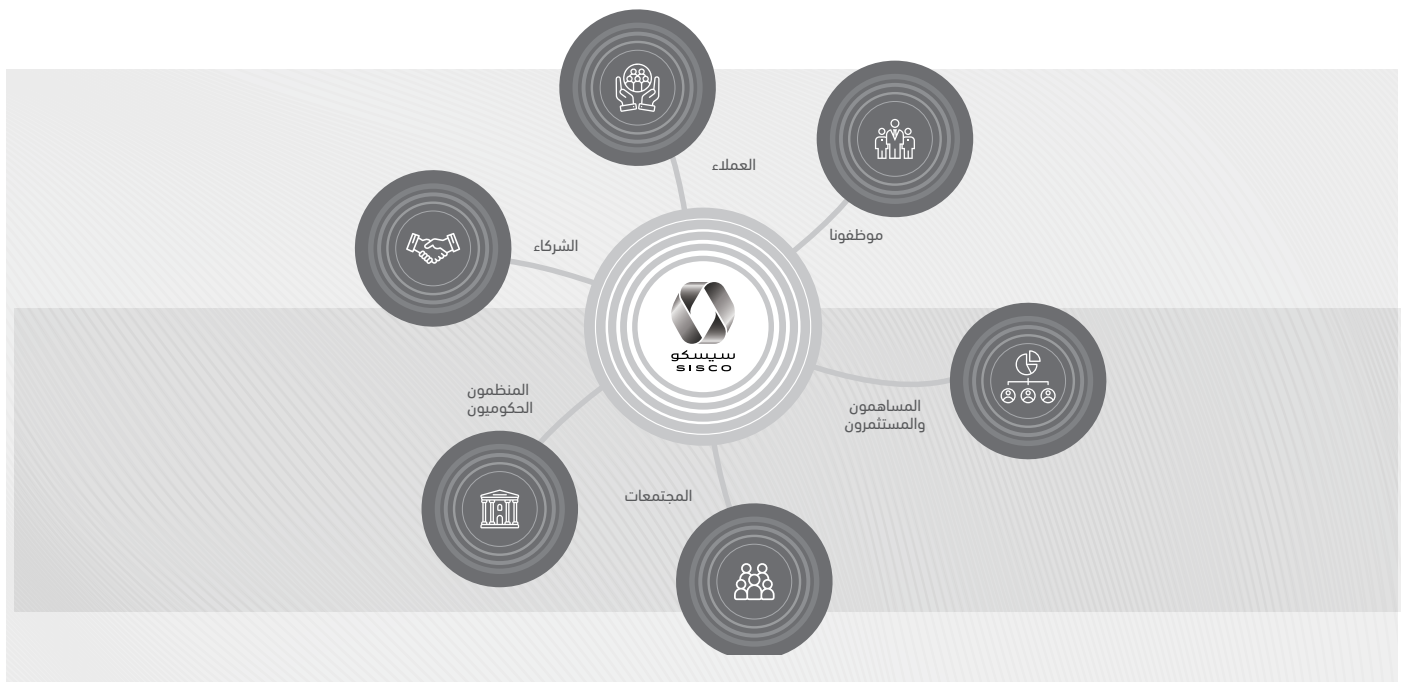 العملاء
موظفونا
الشركاء
سيسكو
SISCO
المنظمون
الحكوميون
المساهمون
والمستثمرون
المجتمعات